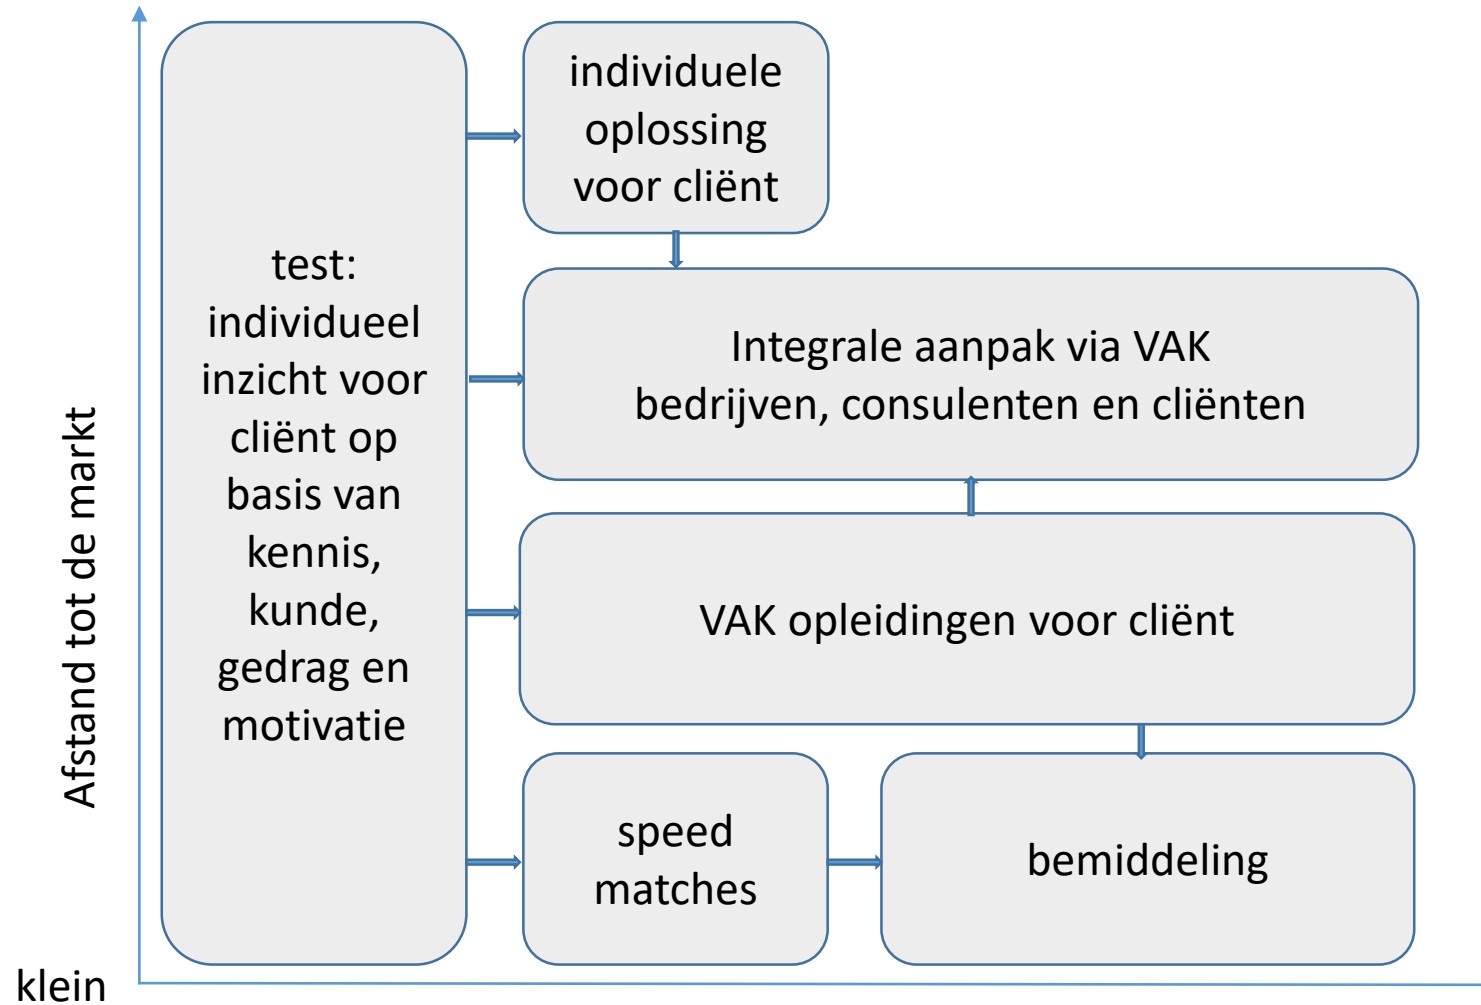 Afstand tot de markt
klein
test:
individueel
inzicht voor
cliënt op
basis van
kennis,
kunde,
gedrag en
motivatie
individuele
oplossing
voor cliënt
Integrale aanpak via VAK
bedrijven, consulenten en cliënten
VAK opleidingen voor cliënt
speed
matches
bemiddeling